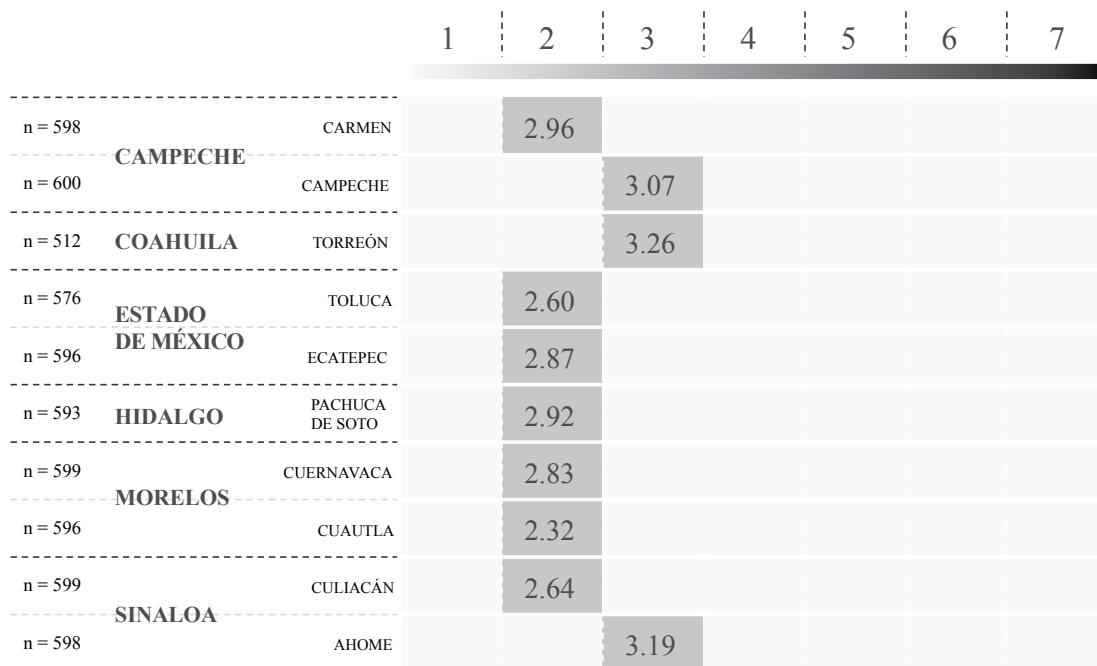 1 2 3 4 5 6 7
n = 598 CARMEN 2.96
CAMPECHE
n = 600 CAMPECHE 3.07
n = 512 COAHUILA TORREÓN 3.26
n = 576 TOLUCA 2.60
ESTADO
DE MÉXICO
n = 596 ECATEPEC 2.87
n = 593 HIDALGO PACHUCA
DE SOTO 2.92
n = 599 CUERNAVACA 2.83
MORELOS
n = 596 CUAUTLA 2.32
n = 599 CULIACÁN 2.64
SINALOA
n = 598 AHOME 3.19